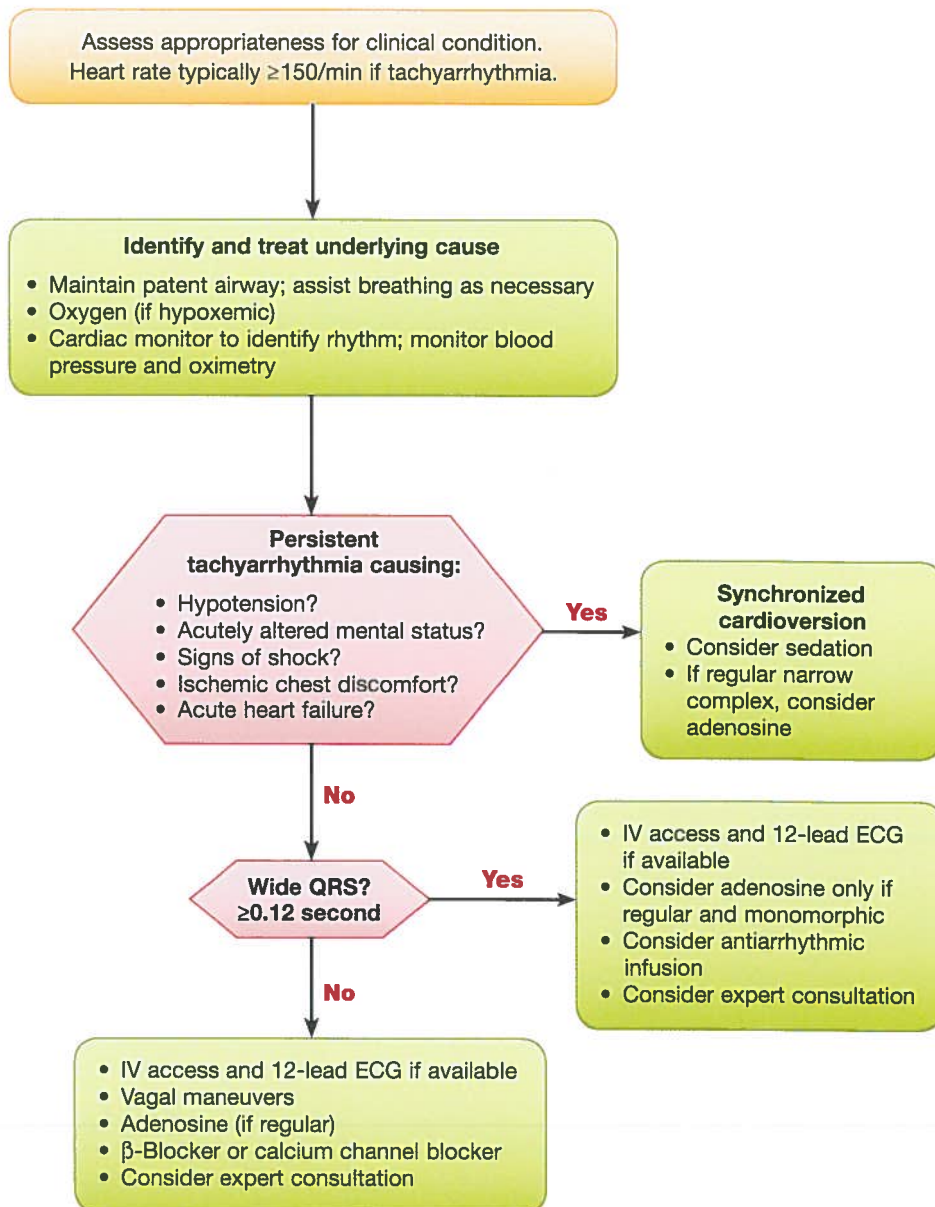 Assess appropriateness for clinical condition.
Heart rate typically ≥150/min if tachyarrhythmia.
Identify and treat underlying cause
• Maintain patent airway; assist breathing as necessary
• Oxygen (if hypoxemic)
• Cardiac monitor to identify rhythm; monitor blood
pressure and oximetry
Persistent
tachyarrhythmia causing:
• Hypotension?
• Acutely altered mental status?
• Signs of shock?
• Ischemic chest discomfort?
• Acute heart failure?
Yes
Synchronized
cardioversion
• Consider sedation
• If regular narrow
complex, consider
adenosine
No
Wide QRS?
≥0.12 second
Yes
• IV access and 12-lead ECG
if available
• Consider adenosine only if
regular and monomorphic
• Consider antiarrhythmic
infusion
• Consider expert consultation
No
• IV access and 12-lead ECG if available
• Vagal maneuvers
• Adenosine (if regular)
• β-Blocker or calcium channel blocker
• Consider expert consultation